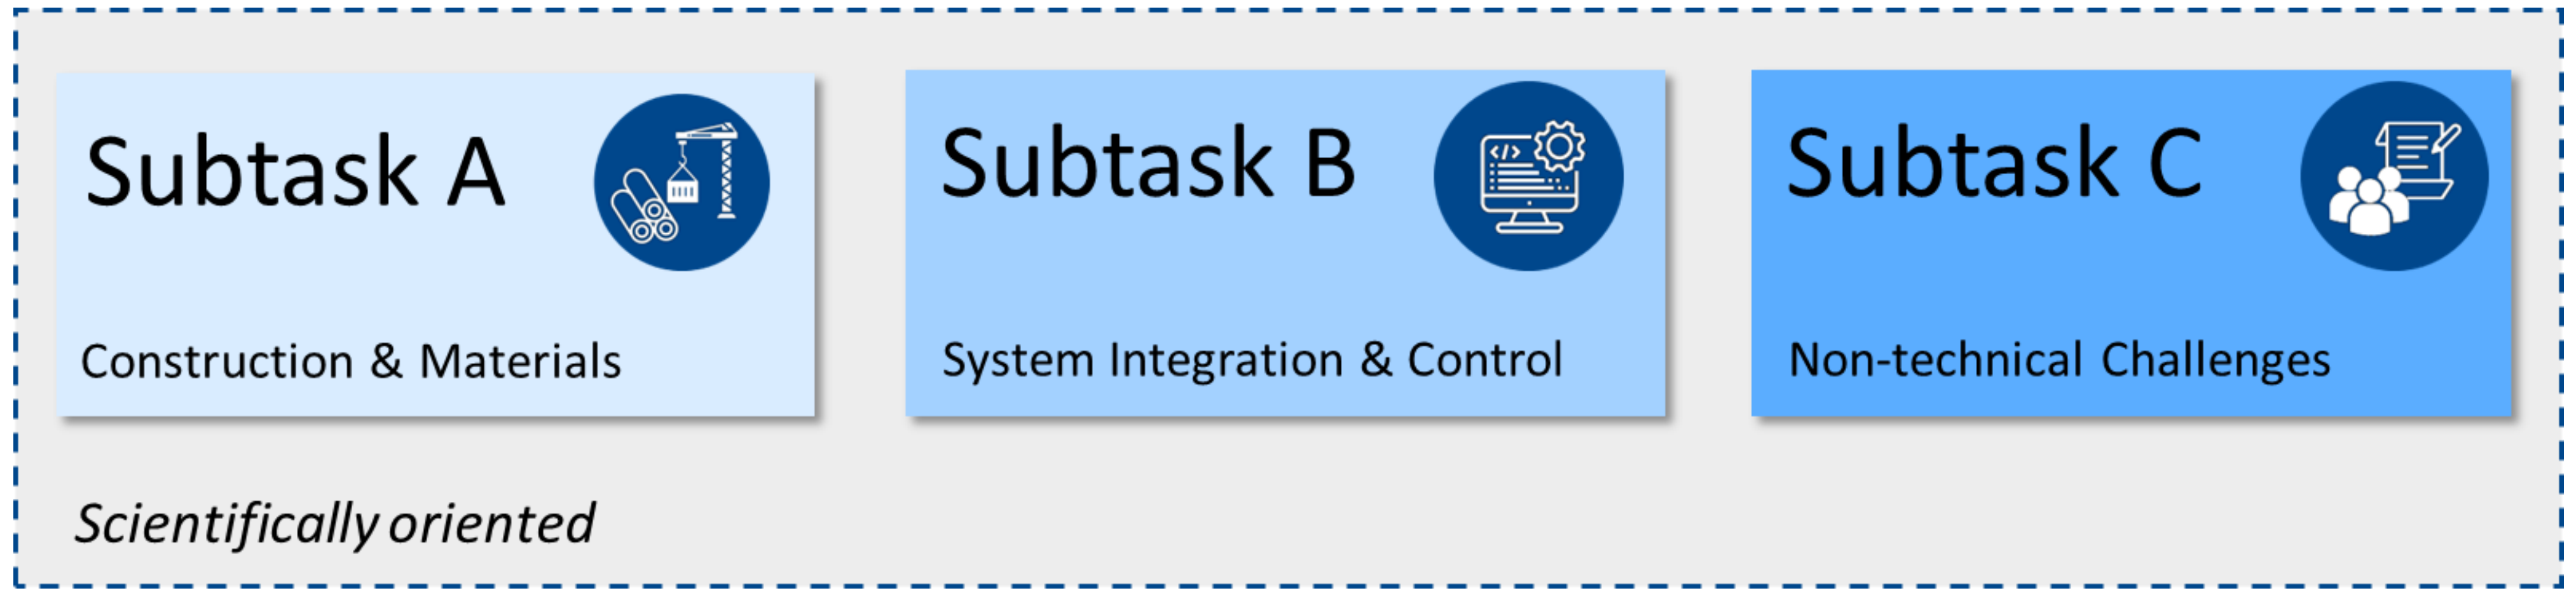 Subtask A
Subtask B
Subtask C
Construction & Materials
System Integration & Control
Non-technical Challenges
Scientifically oriented